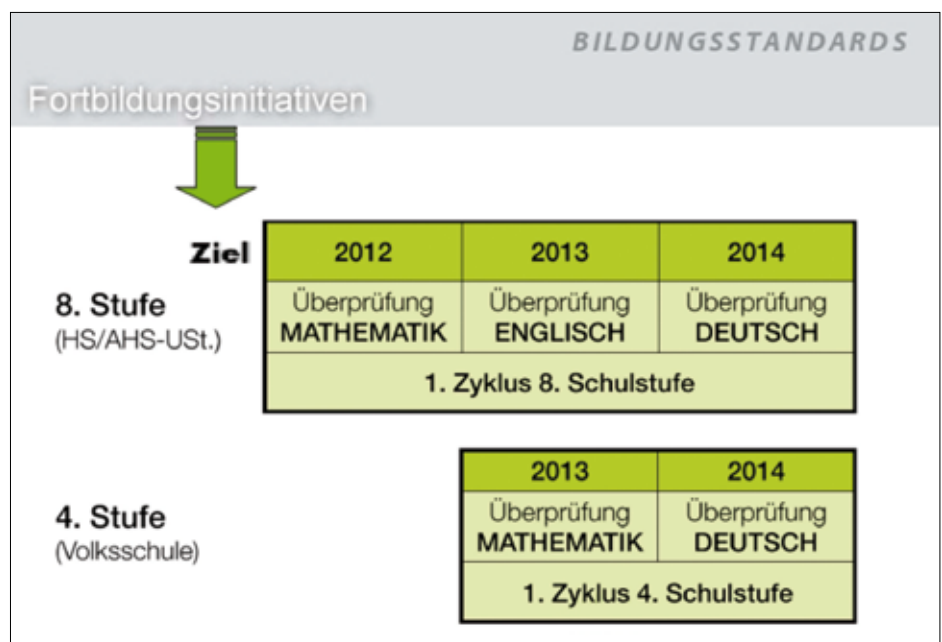 BILDUNGSSTANDARDS
Fortbildungsinitiativen
Ziel
2012 2013 2014
8. Stufe
(HS/AHS-USt.)
Überprüfung Überprüfung Überprüfung
MATHEMATIK ENGLISCH DEUTSCH
1. Zyklus 8. Schulstufe
2013 2014
4. Stufe
(Volksschule)
Überprüfung Überprüfung
MATHEMATIK DEUTSCH
1. Zyklus 4. Schulstufe